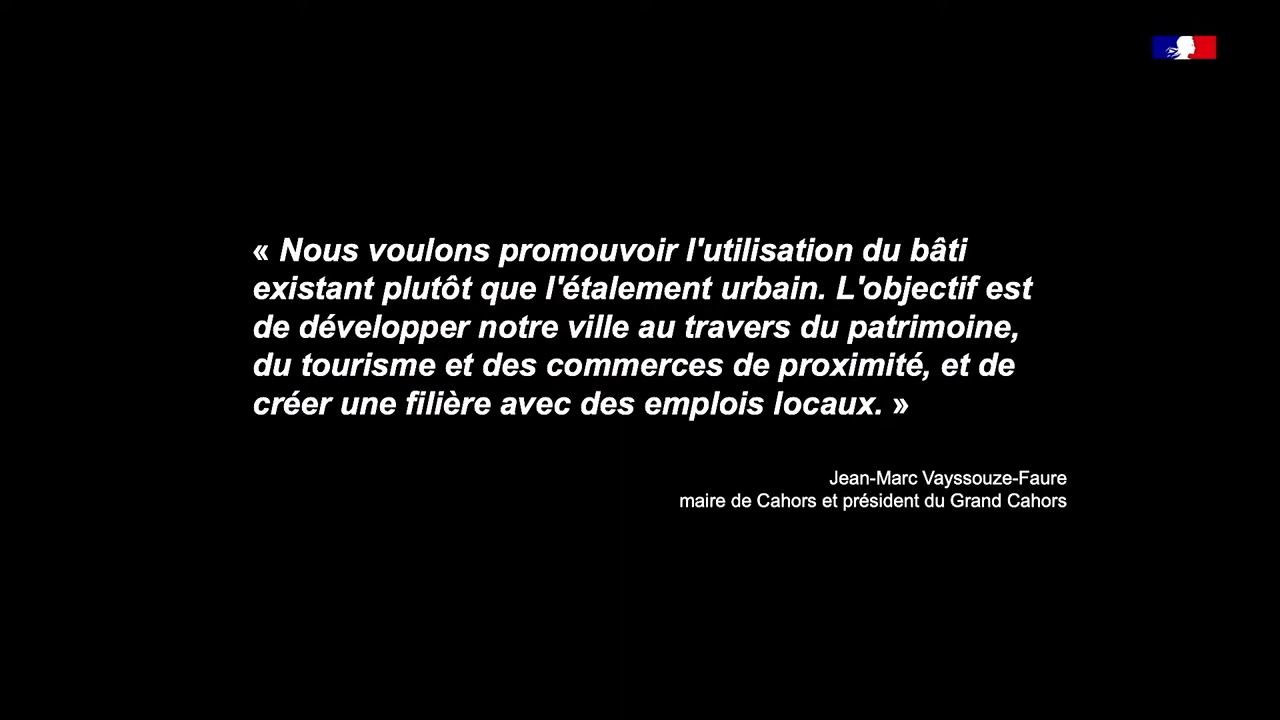 « Nous voulons promouvoir l'utilisation du bâti
existant plutôt que l'étalement urbain. L'objectif est
de développer notre ville au travers du patrimoine,
du tourisme et des commerces de proximité, et de
créer une filière avec des emplois locaux. »
Jean-Marc Vayssouze-Faure
maire de Cahors et président du Grand Cahors